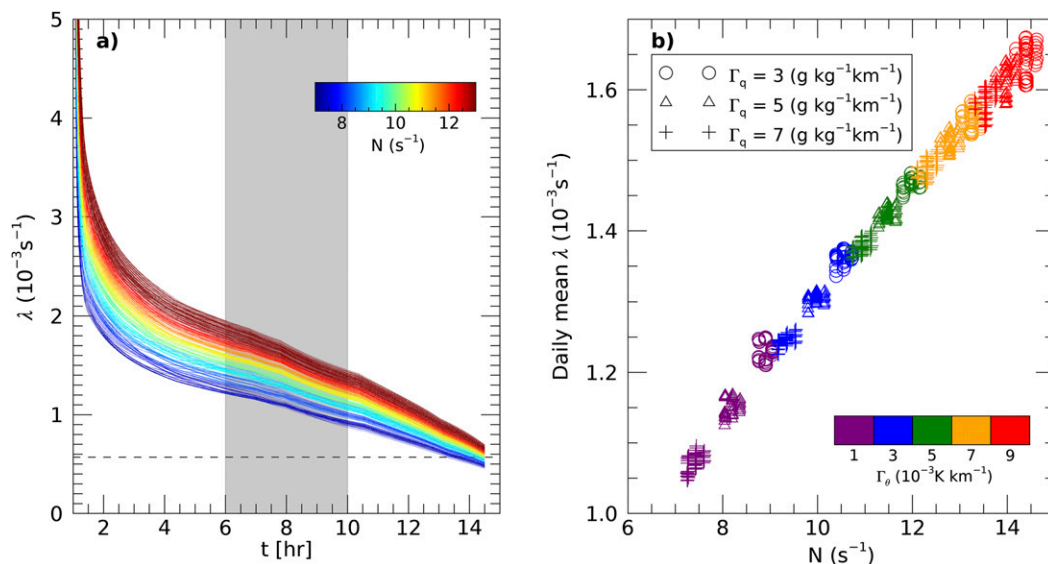 a)
5
4
3
2
1
0
λ (10⁻³s⁻¹)
8 10 12
N (s⁻¹)
2 4 6 8 10 12 14
t [hr]
b)
Γq = 3 (g kg⁻¹km⁻¹)
Γq = 5 (g kg⁻¹km⁻¹)
Γq = 7 (g kg⁻¹km⁻¹)
1.6
1.4
1.2
1.0
Daily mean λ (10⁻³s⁻¹)
1 3 5 7 9
Γθ (10⁻³K km⁻¹)
6 8 10 12 14
N (s⁻¹)